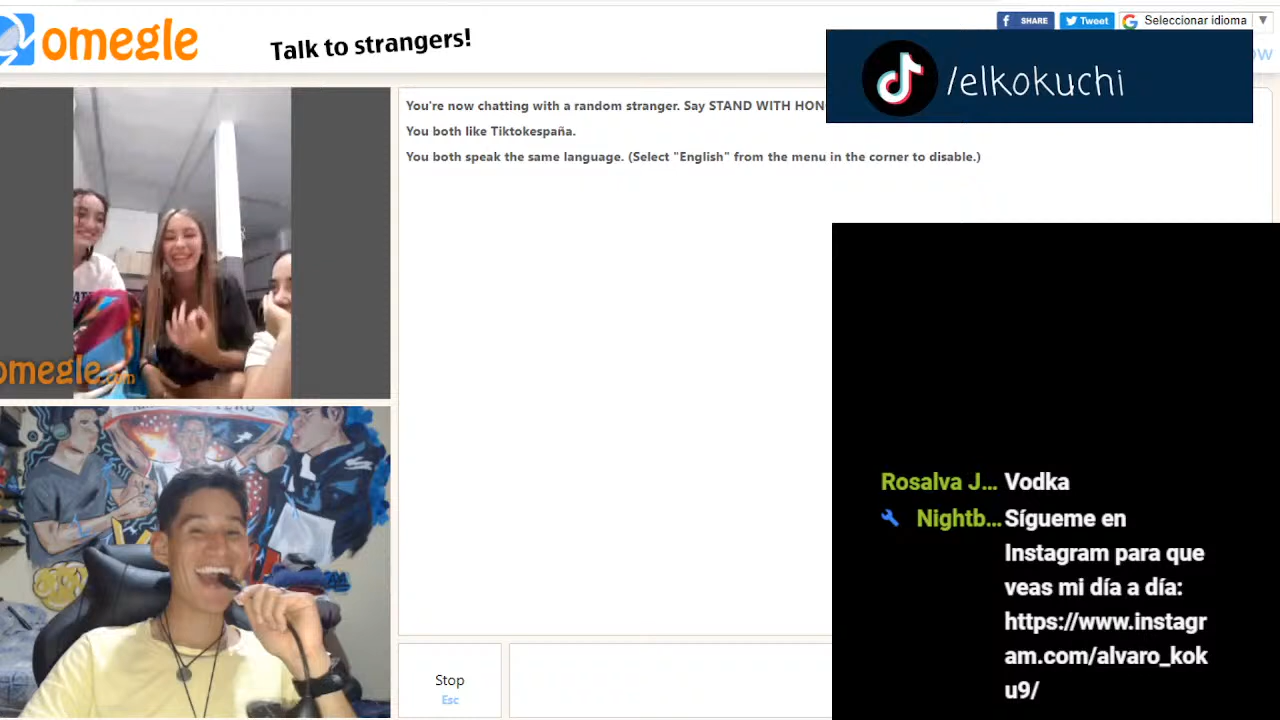 omegle
Talk to strangers!
SHARE
Tweet
Seleccionar idioma
/elkokuchi
You're now chatting with a random stranger. Say STAND WITH HON
You both like Tiktokespaña.
You both speak the same language. (Select "English" from the menu in the corner to disable.)
omegle.com
Rosalva J... Vodka
Nightb... Sígueme en
Instagram para que
veas mi día a día:
https://www.instagr
am.com/alvaro_kok
u9/
Stop
Esc